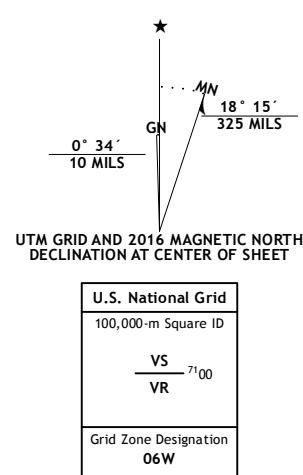 ★
MN
18° 15´
325 MILS
GN
0° 34´
10 MILS
UTM GRID AND 2016 MAGNETIC NORTH
DECLINATION AT CENTER OF SHEET
U.S. National Grid
100,000-m Square ID
VS
7100
VR
Grid Zone Designation
06W